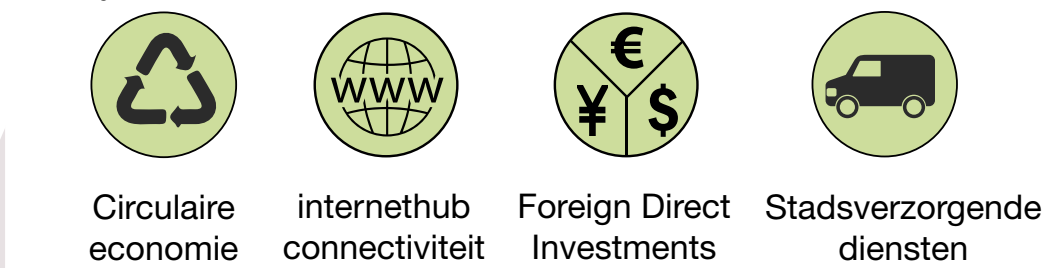 WWW
€
¥ $
Circulaire economie
internethub connectiviteit
Foreign Direct Investments
Stadsverzorgende diensten